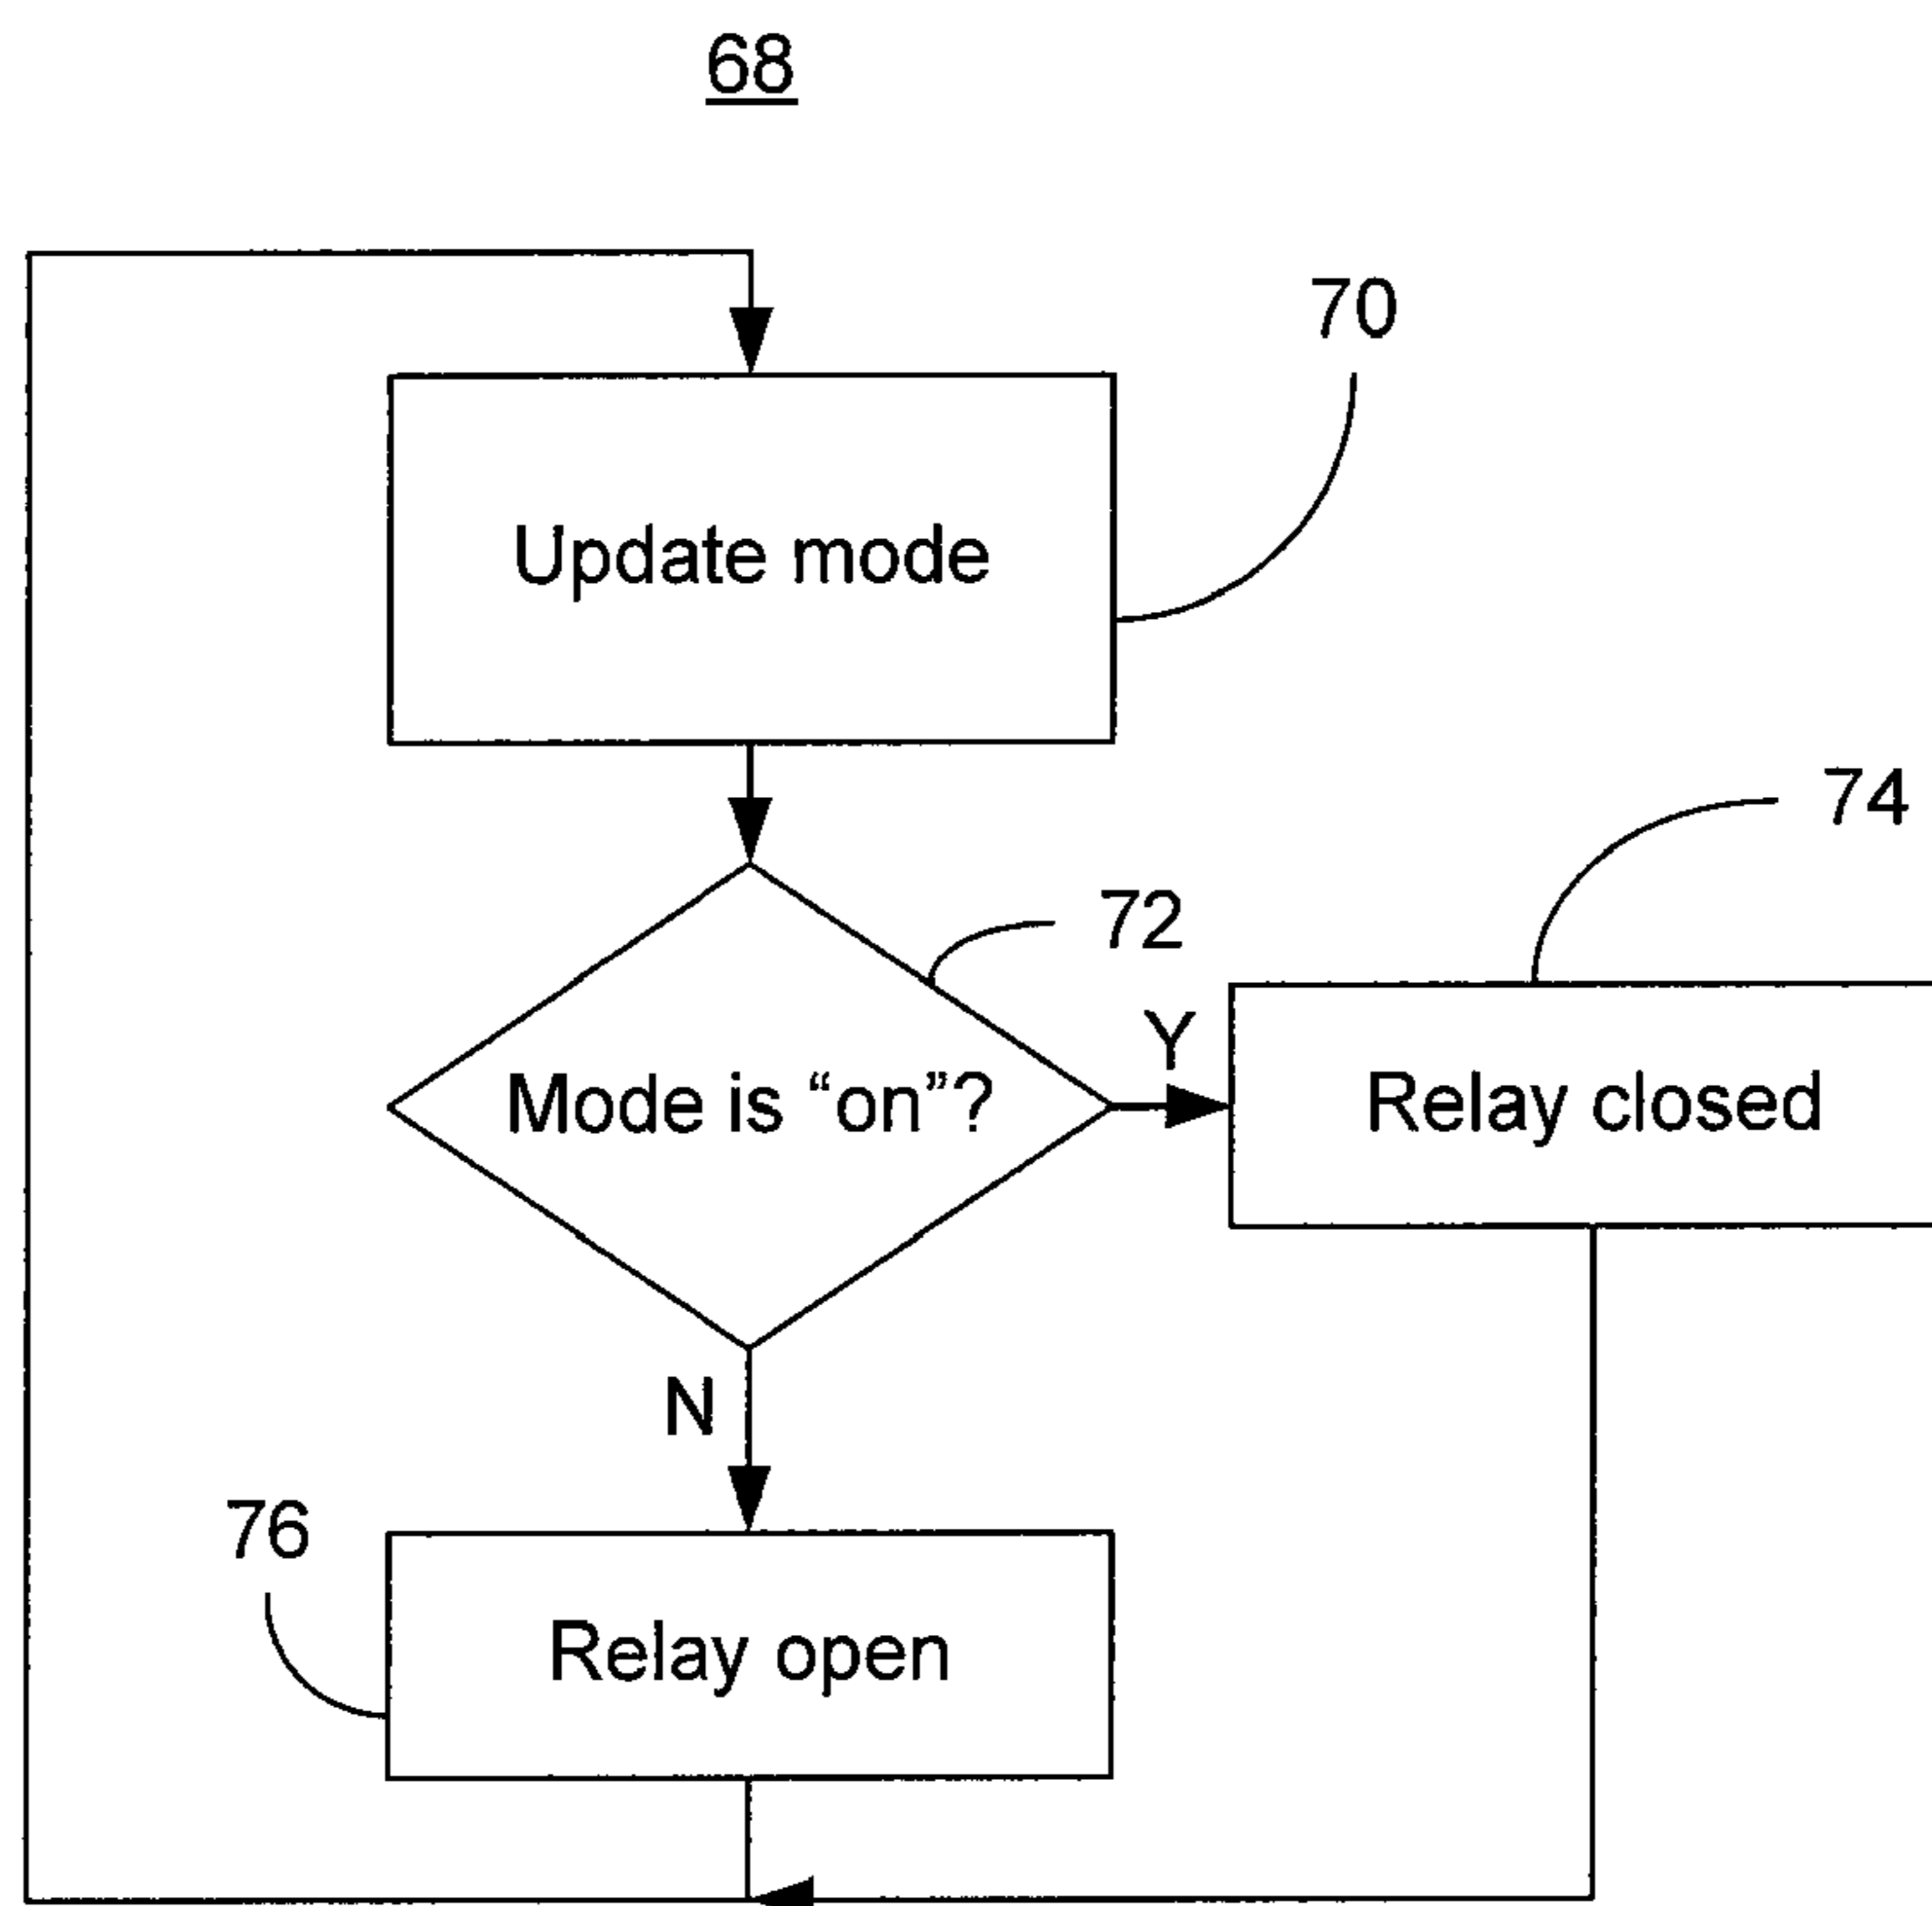 68
70
Update mode
74
72
Y
Mode is “on”?
Relay closed
N
76
Relay open